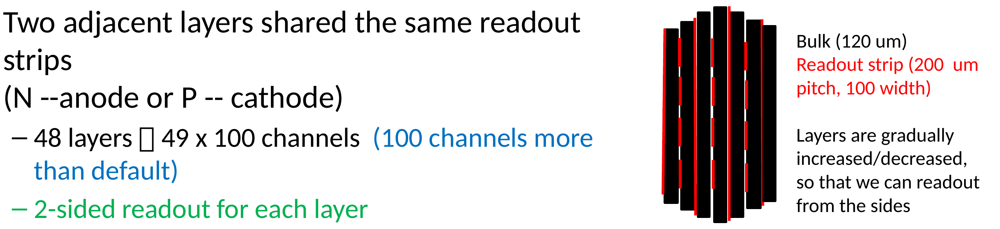 Two adjacent layers shared the same readout
strips
(N --anode or P -- cathode)
– 48 layers  49 x 100 channels (100 channels more
than default)
– 2-sided readout for each layer
Bulk (120 um)
Readout strip (200 um
pitch, 100 width)
Layers are gradually
increased/decreased,
so that we can readout
from the sides